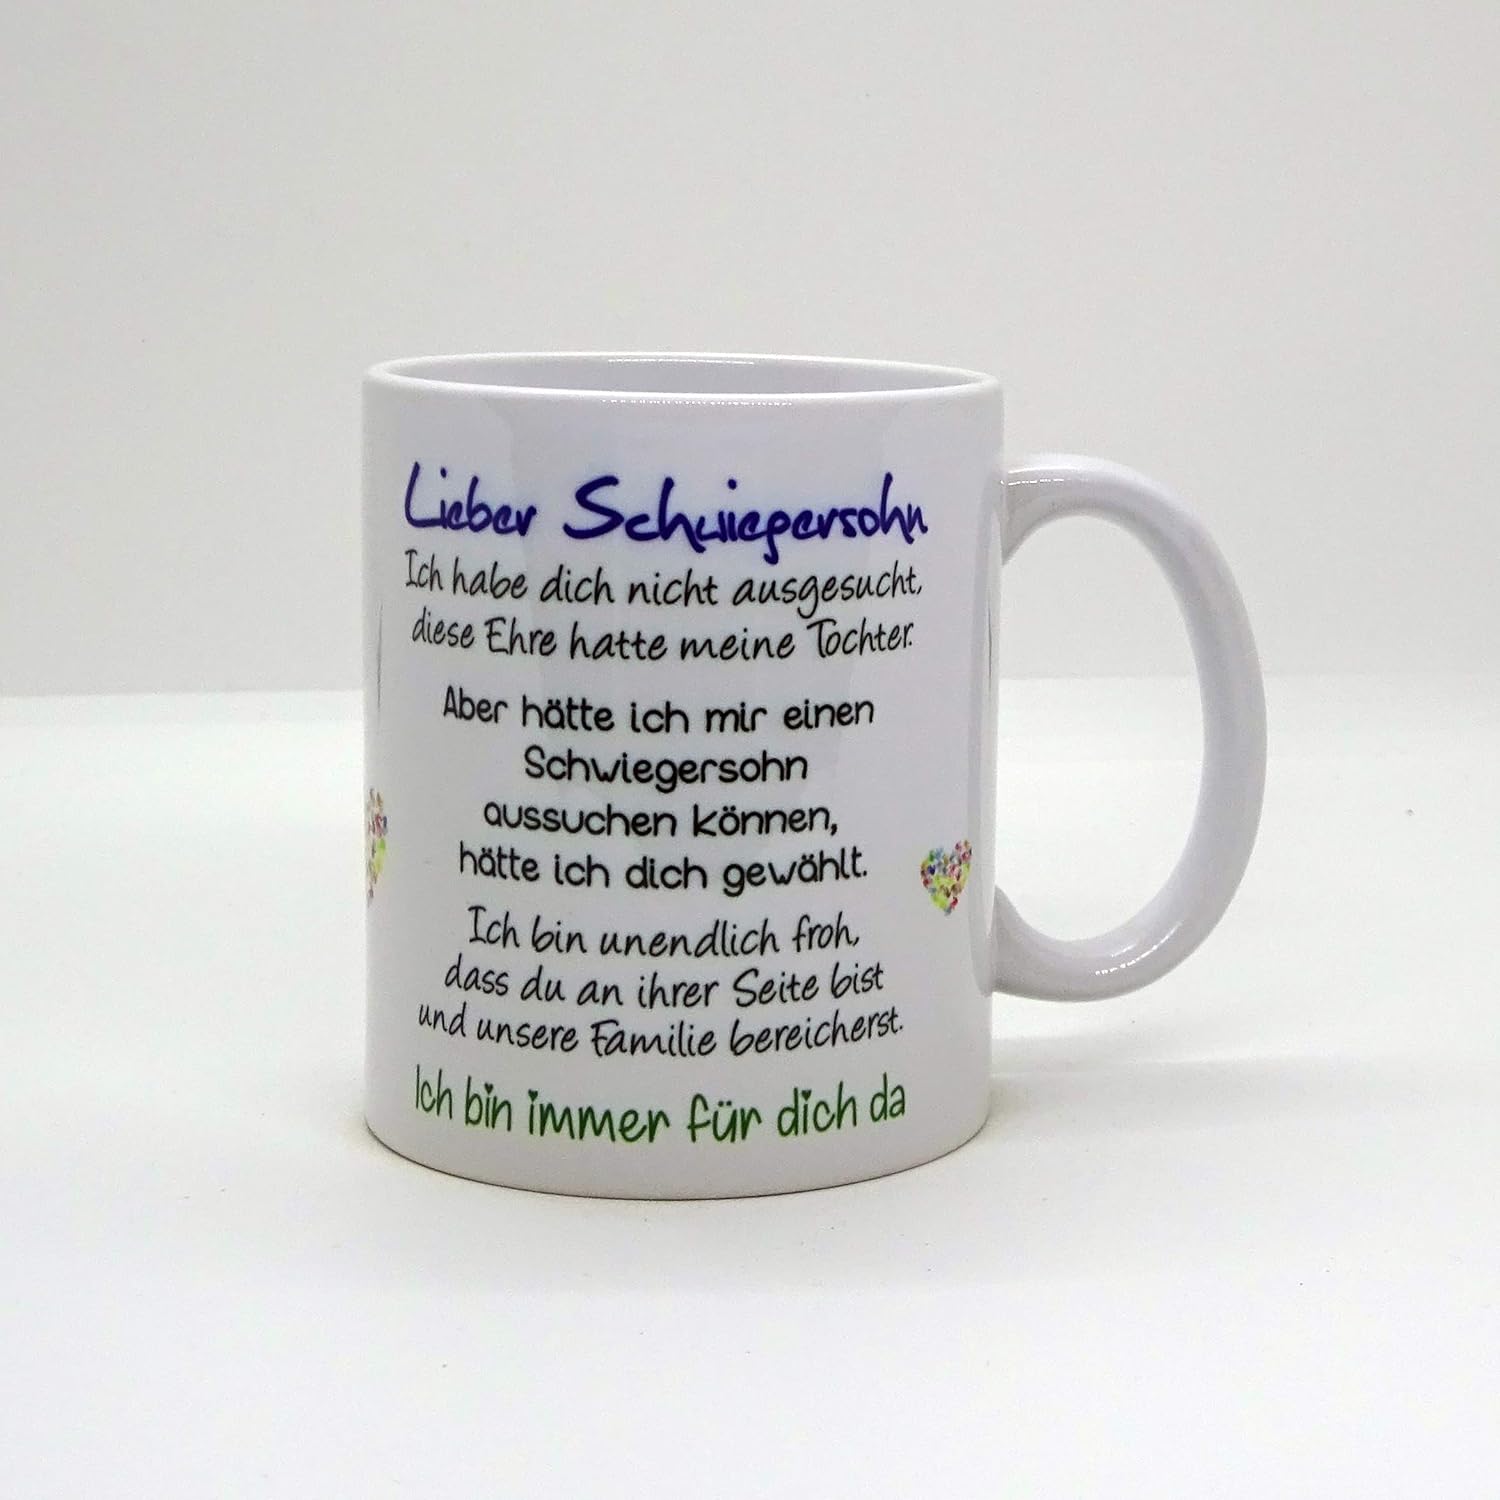 Lieber Schwiegersohn
Ich habe dich nicht ausgesucht,
diese Ehre hatte meine Tochter.
Aber hätte ich mir einen
Schwiegersohn
aussuchen können,
hätte ich dich gewählt.
Ich bin unendlich froh,
dass du an ihrer Seite bist
und unsere Familie bereicherst.
Ich bin immer für dich da